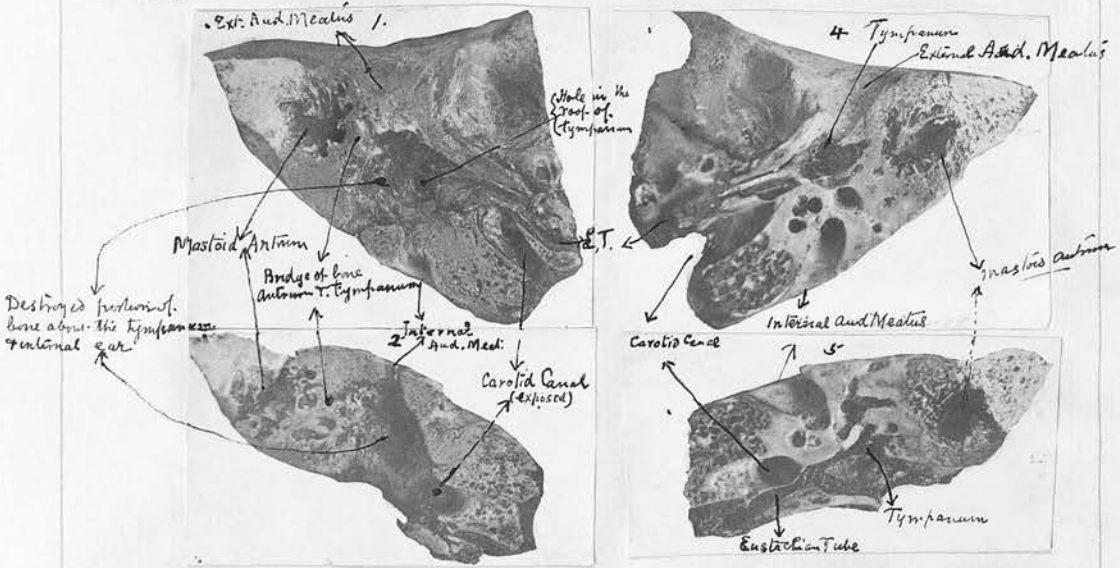 Ext. Aud. Meatus 1.
4 Tympanum
External Aud. Meatus
Hole in the
roof of
tympanum
E.T.
Mastoid Antrum
Bridge of bone
antrum T. tympanum
mastoid antrum
Destroyed portion of
bone above the tympanum
& internal ear
Internal Aud Meatus
2 Internal
Aud. Med.
Carotid Canal
5
Carotid Canal
(exposed)
Tympanum
Eustachian Tube